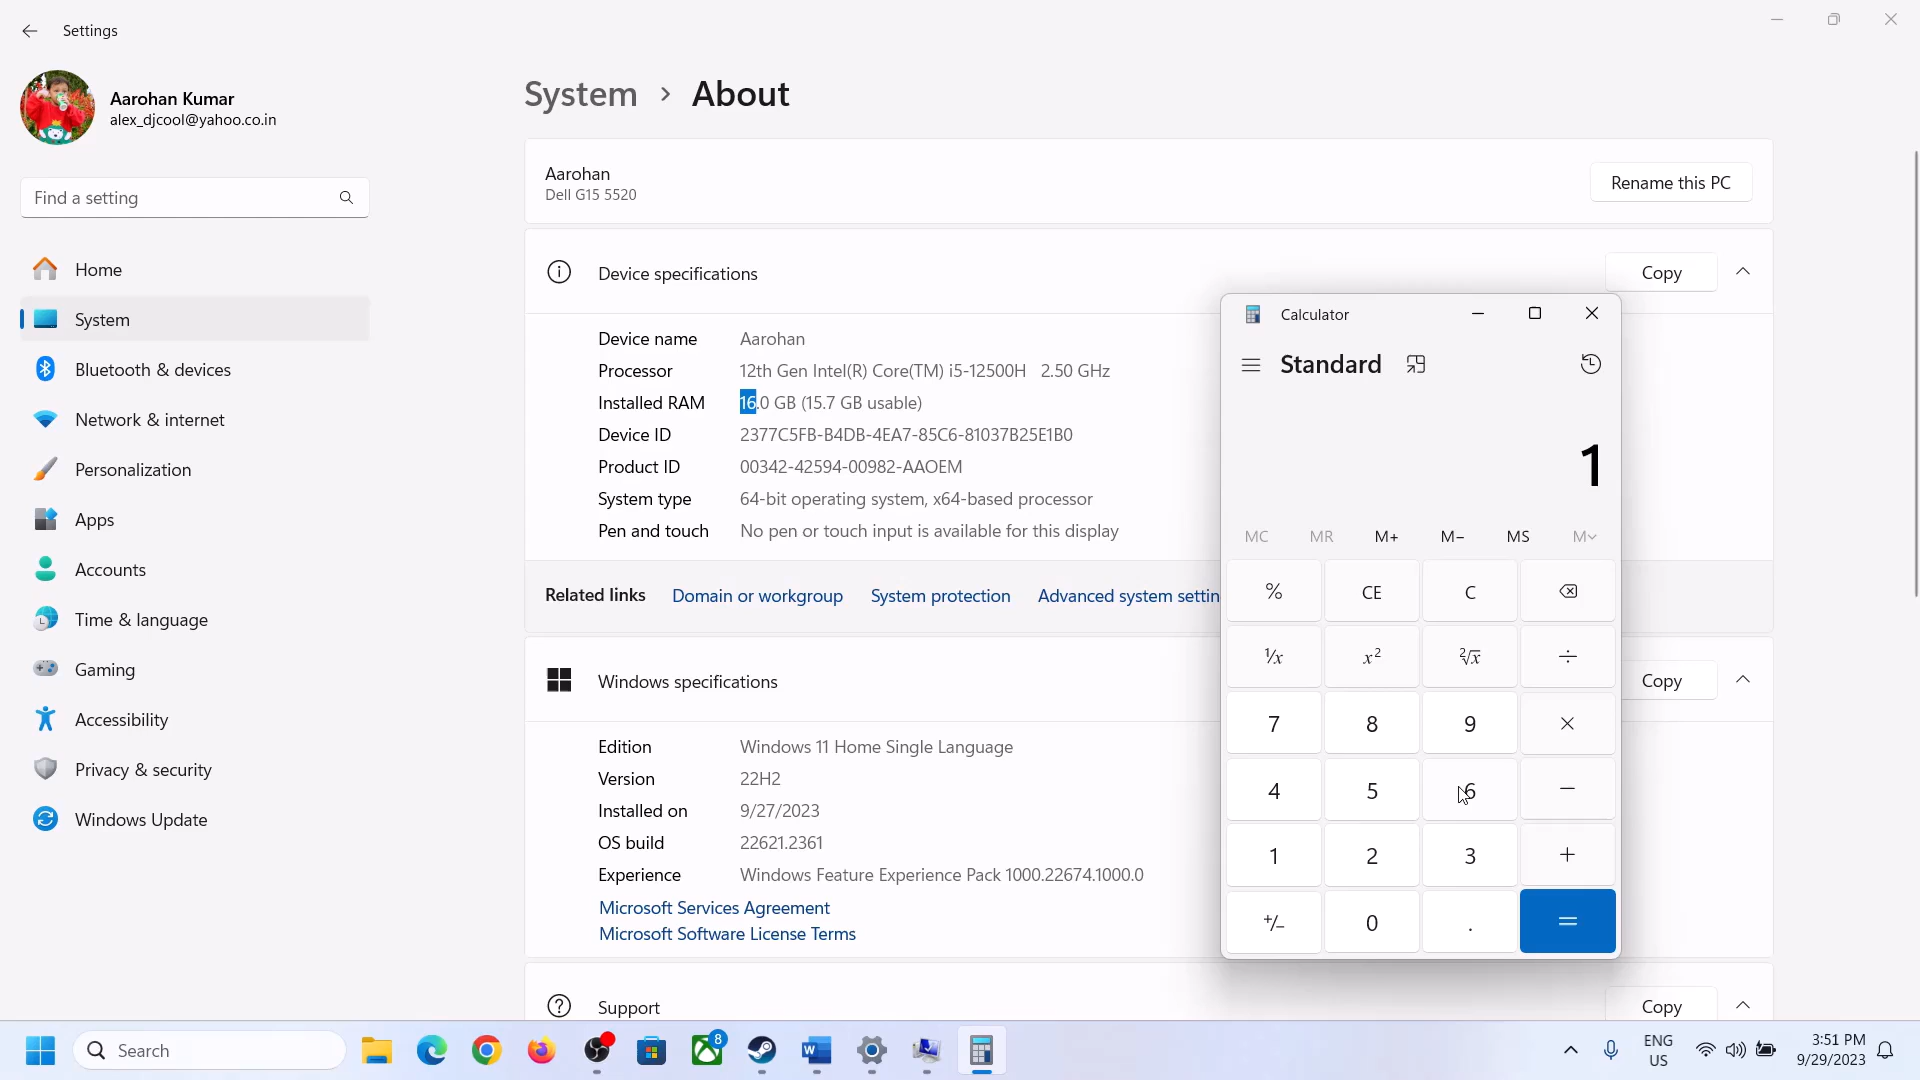 Settings
Aarohan Kumar
alex_djcool@yahoo.co.in
Find a setting
Home
System
Bluetooth & devices
Network & internet
Personalization
Apps
Accounts
Time & language
Gaming
Accessibility
Privacy & security
Windows Update
System > About
Aarohan
Dell G15 5520
Rename this PC
Device specifications
Copy
Device name Aarohan
Processor 12th Gen Intel(R) Core(TM) i5-12500H 2.50 GHz
Installed RAM 16.0 GB (15.7 GB usable)
Device ID 2377C5FB-B4DB-4EA7-85C6-81037B25E1B0
Product ID 00342-42594-00982-AAOEM
System type 64-bit operating system, x64-based processor
Pen and touch No pen or touch input is available for this display
Related links Domain or workgroup System protection Advanced system settin
Windows specifications
Copy
Edition Windows 11 Home Single Language
Version 22H2
Installed on 9/27/2023
OS build 22621.2361
Experience Windows Feature Experience Pack 1000.22674.1000.0
Microsoft Services Agreement
Microsoft Software License Terms
Support
Copy
Calculator
Standard
1
MC MR M+ M− MS M
% CE C
1/x x² ²√x ÷
7 8 9 ×
4 5 6 −
1 2 3 +
+/− 0 . =
Search
8
ENG
US
3:51 PM
9/29/2023